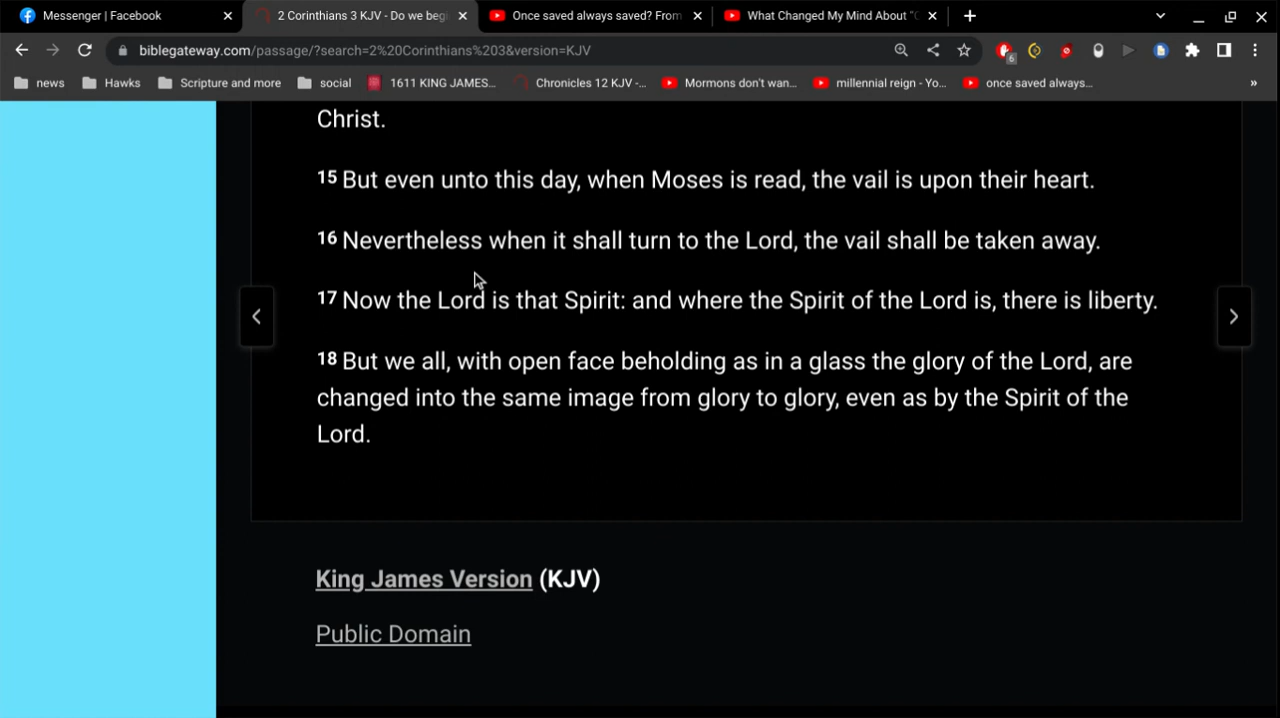 Messenger | Facebook
2 Corinthians 3 KJV - Do we beg
Once saved always saved? From
What Changed My Mind About "O
biblegateway.com/passage/?search=2%20Corinthians%203&version=KJV
6
news
Hawks
Scripture and more
social
1611 KING JAMES...
Chronicles 12 KJV -...
Mormons don't wan...
millennial reign - Yo...
once saved always...
»
Christ.
15 But even unto this day, when Moses is read, the vail is upon their heart.
16 Nevertheless when it shall turn to the Lord, the vail shall be taken away.
17 Now the Lord is that Spirit: and where the Spirit of the Lord is, there is liberty.
18 But we all, with open face beholding as in a glass the glory of the Lord, are
changed into the same image from glory to glory, even as by the Spirit of the
Lord.
King James Version (KJV)
Public Domain